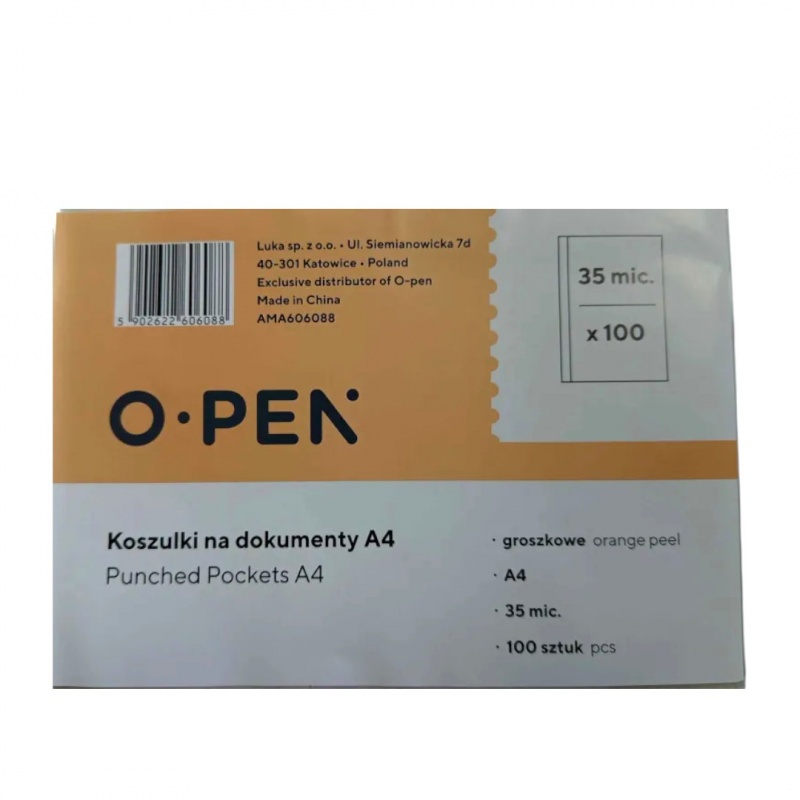 Luka sp. z o.o. • Ul. Siemianowicka 7d
40-301 Katowice • Poland
Exclusive distributor of O-pen
Made in China
AMA606088
5 902622 606088
35 mic.
x 100
O·PEN
Koszulki na dokumenty A4
Punched Pockets A4
· groszkowe orange peel
· A4
· 35 mic.
· 100 sztuk pcs